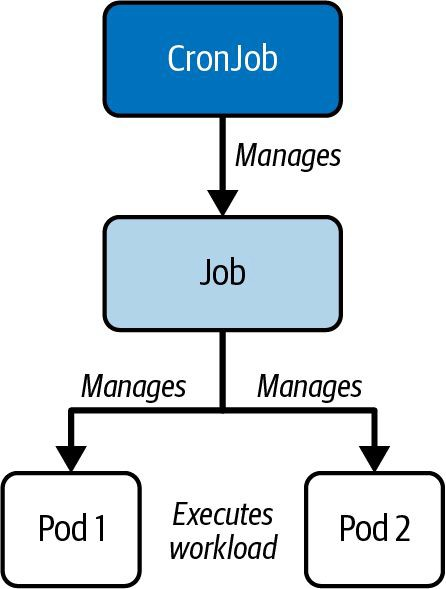 CronJob
Manages
Job
Manages
Manages
Pod 1
Executes
workload
Pod 2